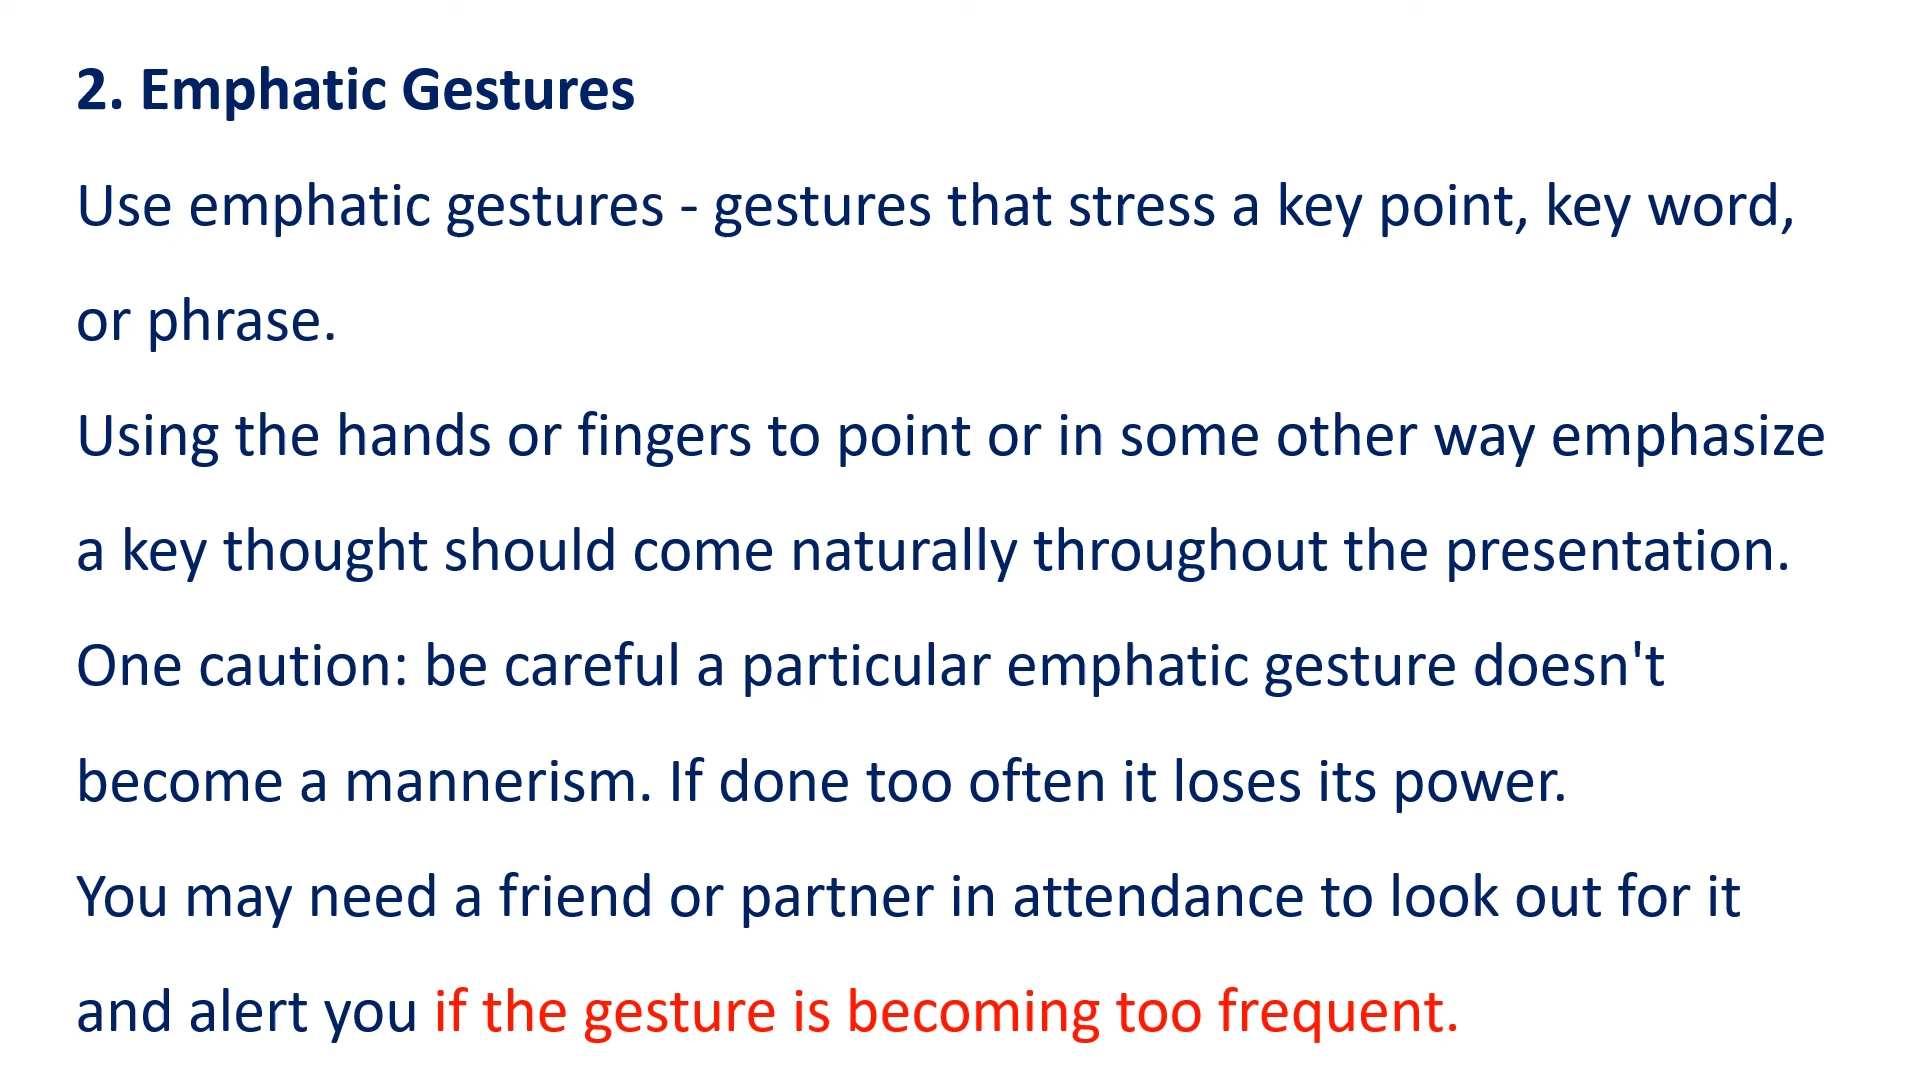 2. Emphatic Gestures
Use emphatic gestures - gestures that stress a key point, key word,
or phrase.
Using the hands or fingers to point or in some other way emphasize
a key thought should come naturally throughout the presentation.
One caution: be careful a particular emphatic gesture doesn't
become a mannerism. If done too often it loses its power.
You may need a friend or partner in attendance to look out for it
and alert you if the gesture is becoming too frequent.